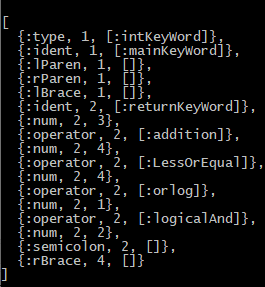 [
{:type, 1, [:intKeyWord]},
{:ident, 1, [:mainKeyWord]},
{:lParen, 1, []},
{:rParen, 1, []},
{:lBrace, 1, []},
{:ident, 2, [:returnKeyWord]},
{:num, 2, 3},
{:operator, 2, [:addition]},
{:num, 2, 4},
{:operator, 2, [:LessOrEqual]},
{:num, 2, 4},
{:operator, 2, [:orlog]},
{:num, 2, 1},
{:operator, 2, [:logicalAnd]},
{:num, 2, 2},
{:semicolon, 2, []},
{:rBrace, 4, []}
]